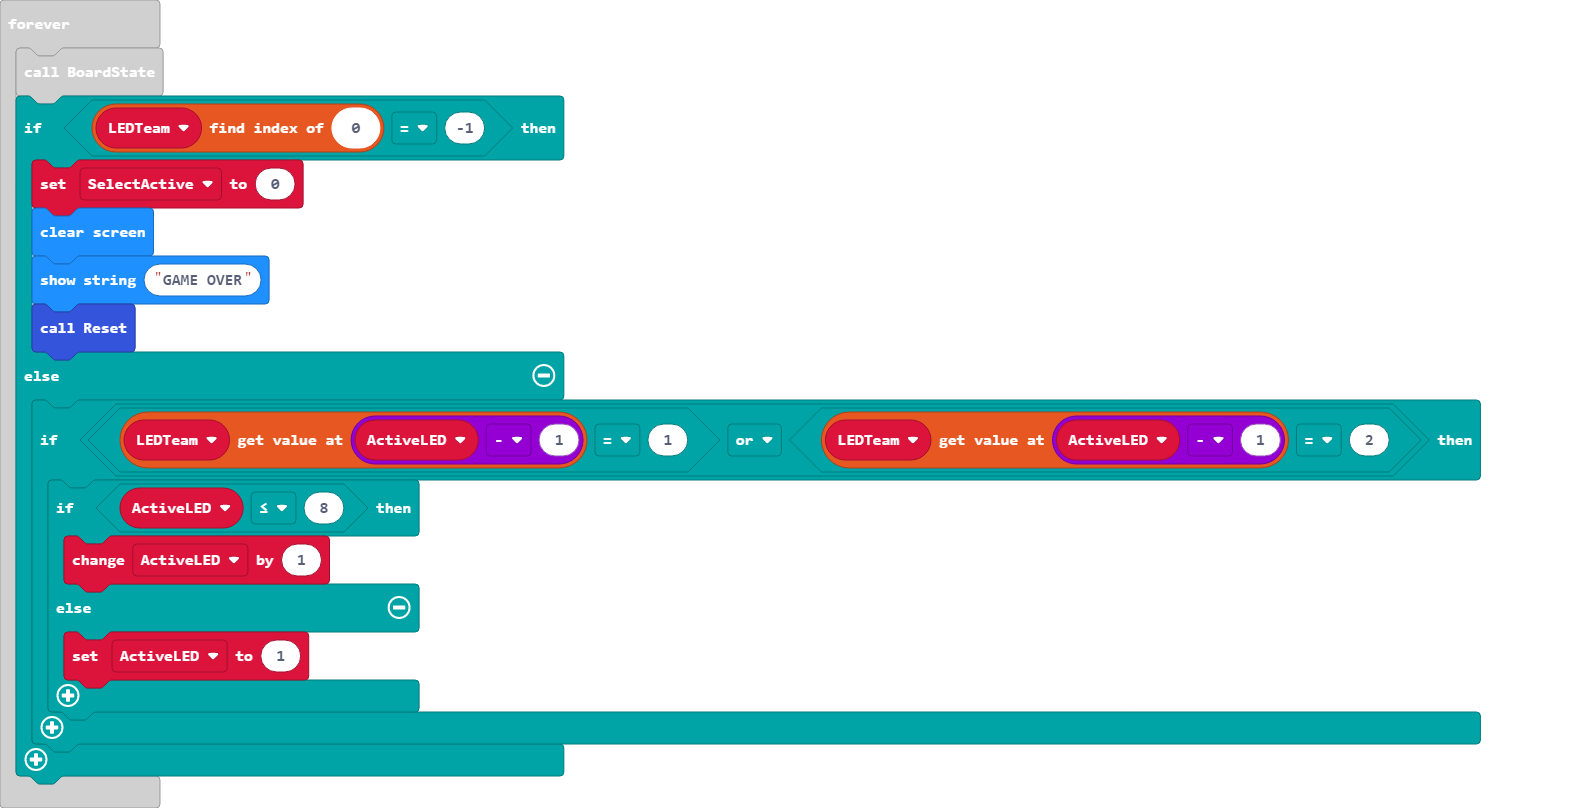 forever
call BoardState
if LEDTeam find index of 0 = -1 then
set SelectActive to 0
clear screen
show string "GAME OVER"
call Reset
else
if LEDTeam get value at ActiveLED - 1 = 1 or LEDTeam get value at ActiveLED - 1 = 2 then
if ActiveLED ≤ 8 then
change ActiveLED by 1
else
set ActiveLED to 1